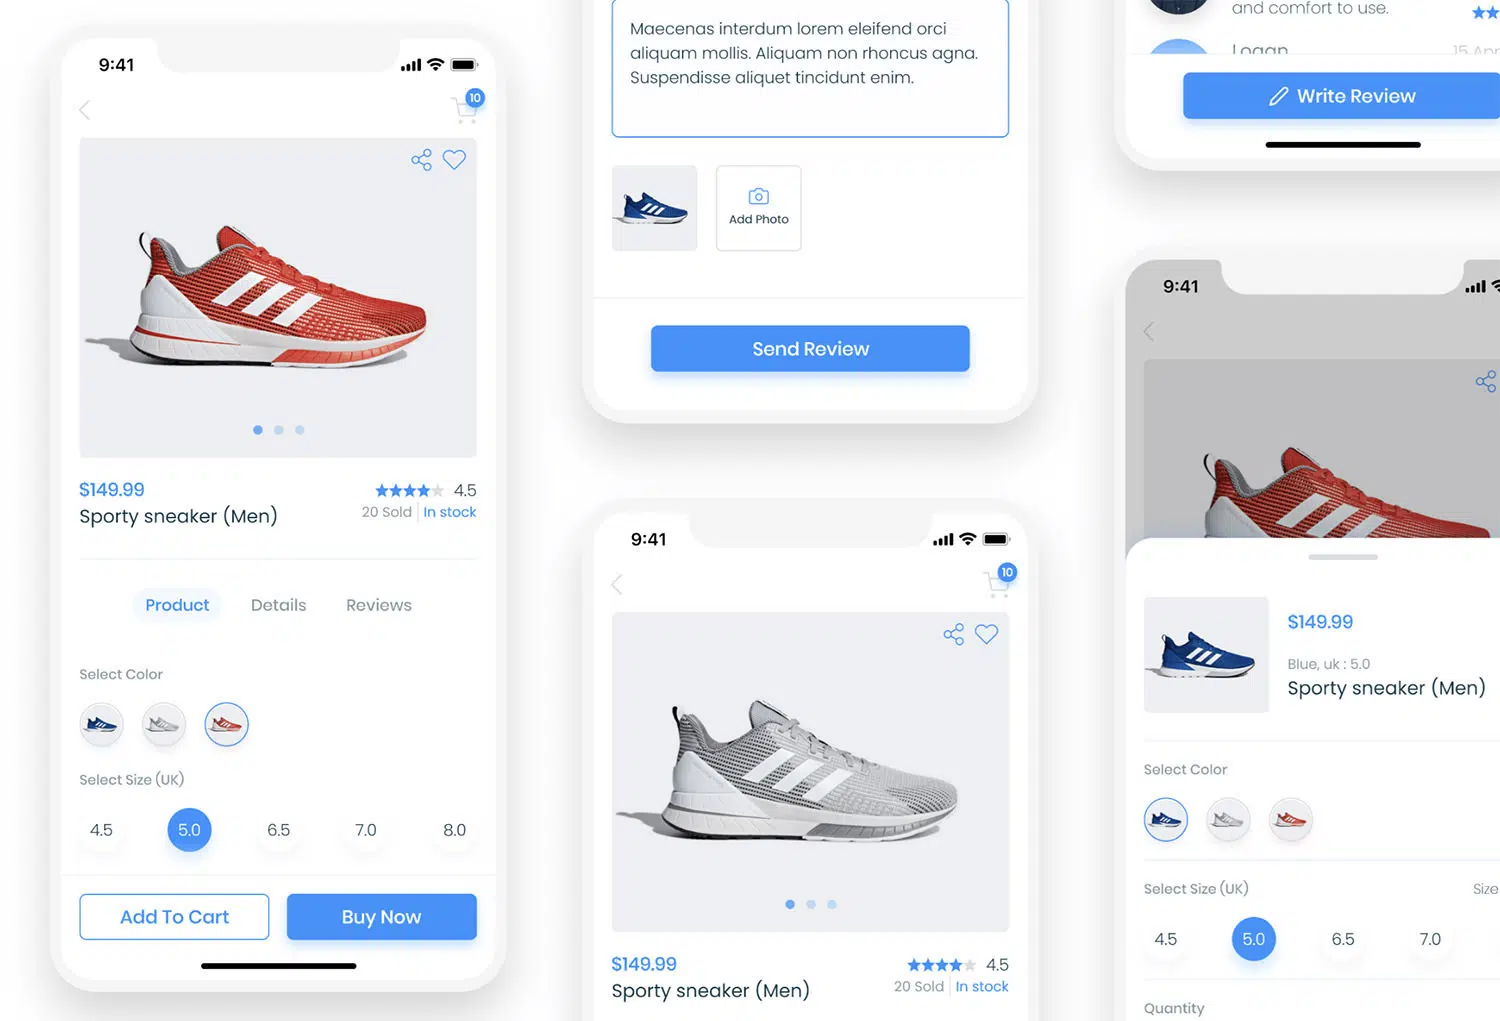 9:41
10
$149.99
4.5
Sporty sneaker (Men)
20 Sold
In stock
Product
Details
Reviews
Select Color
Select Size (UK)
4.5
5.0
6.5
7.0
8.0
Add To Cart
Buy Now
Maecenas interdum lorem eleifend orci
aliquam mollis. Aliquam non rhoncus agna.
Suspendisse aliquet tincidunt enim.
Add Photo
Send Review
9:41
10
$149.99
4.5
Sporty sneaker (Men)
20 Sold
In stock
and comfort to use.
Logan
15 Apr
Write Review
9:41
$149.99
Blue, uk : 5.0
Sporty sneaker (Men)
Select Color
Select Size (UK)
Size
4.5
5.0
6.5
7.0
Quantity